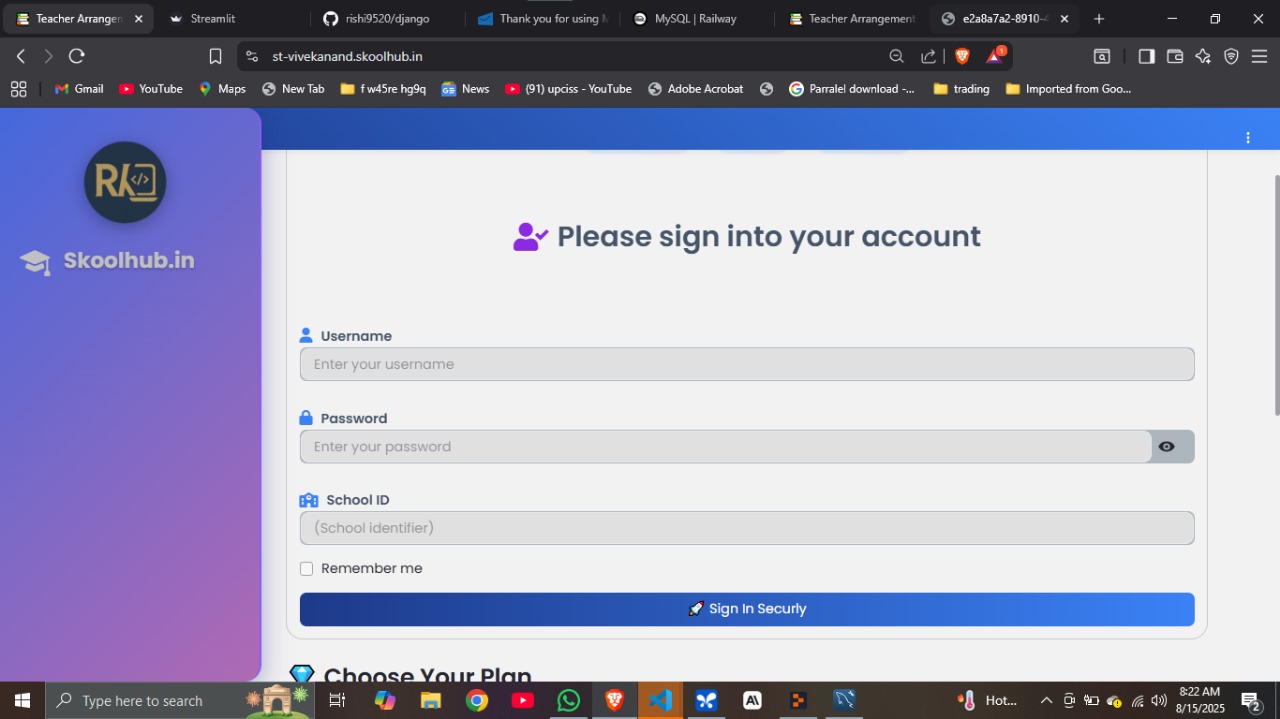 Teacher Arrangen
Streamlit
rishi9520/django
Thank you for using M
MySQL | Railway
Teacher Arrangement
e2a8a7a2-8910-4
st-vivekanand.skoolhub.in
1
Gmail
YouTube
Maps
New Tab
f w45re hg9q
News
(91) upciss - YouTube
Adobe Acrobat
Parralel download -...
trading
Imported from Goo...
RK</>
Skoolhub.in
Please sign into your account
Username
Enter your username
Password
Enter your password
School ID
(School identifier)
Remember me
🚀 Sign In Securly
💎 Choose Your Plan
Type here to search
Hot...
8:22 AM
8/15/2025
2